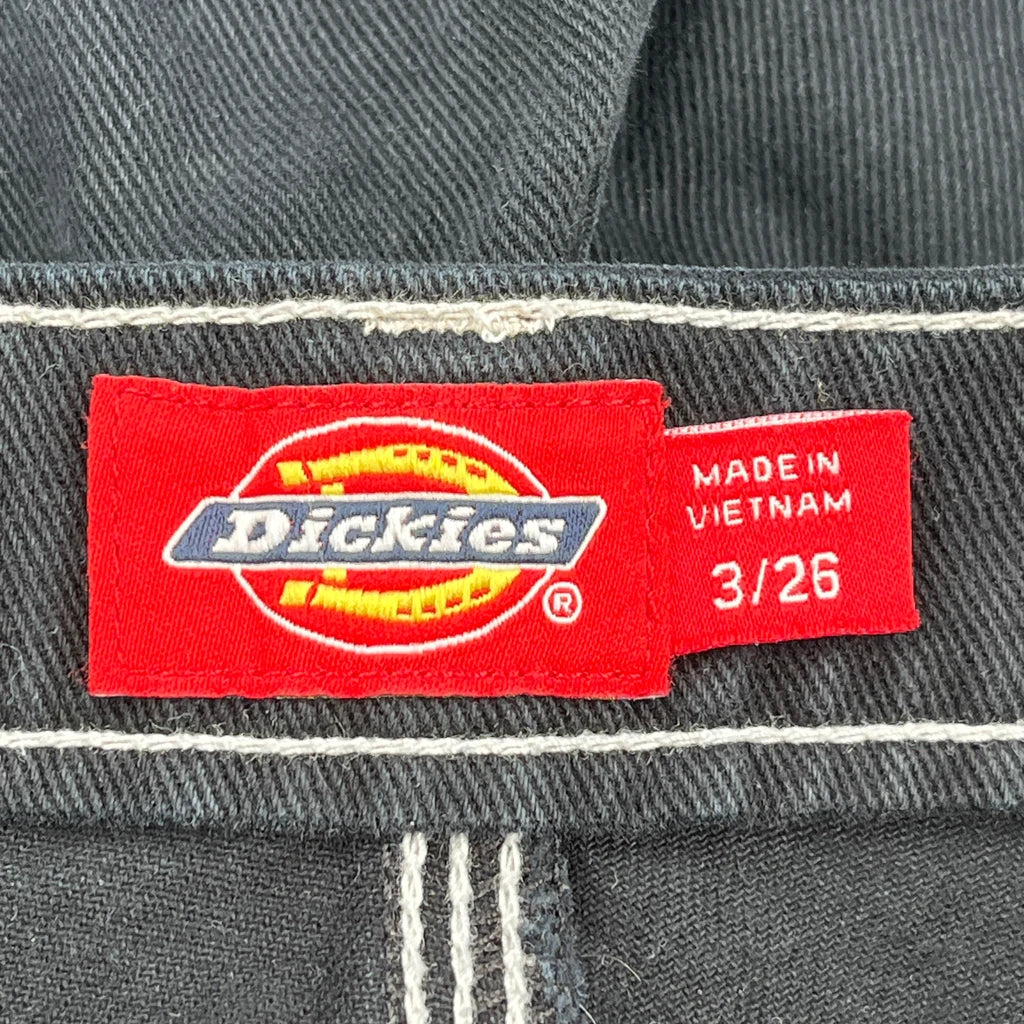 Dickies
®
MADE IN
VIETNAM
3/26